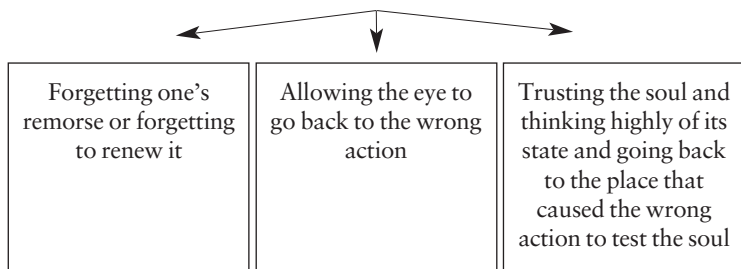 Forgetting one’s
remorse or forgetting
to renew it
Allowing the eye to
go back to the wrong
action
Trusting the soul and
thinking highly of its
state and going back
to the place that
caused the wrong
action to test the soul